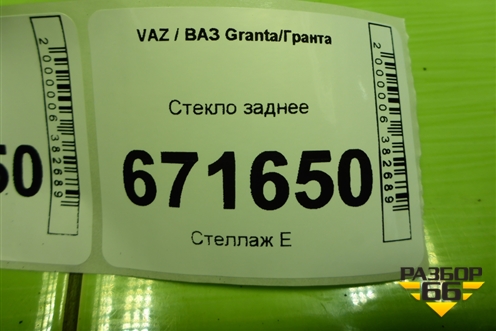 VAZ / ВАЗ Granta/Гранта
Стекло заднее
671650
Стеллаж Е
2000006382689
50
2000006382689
РАЗБОР
66